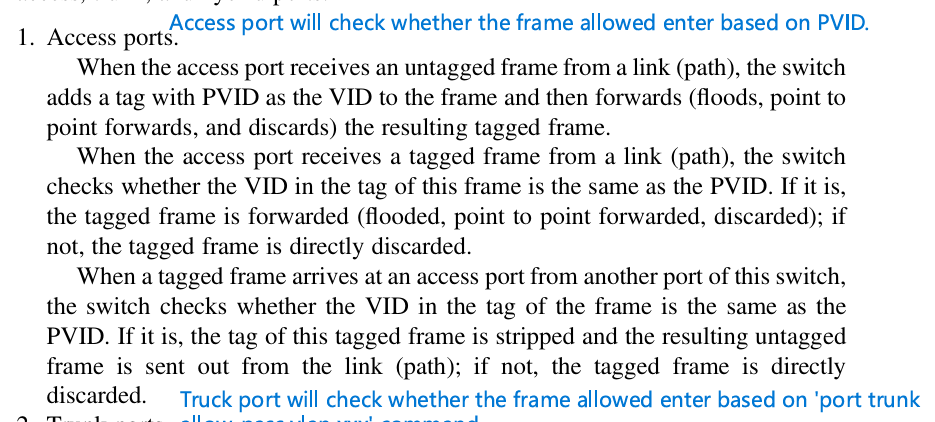 Access port will check whether the frame allowed enter based on PVID.
1. Access ports.
When the access port receives an untagged frame from a link (path), the switch
adds a tag with PVID as the VID to the frame and then forwards (floods, point to
point forwards, and discards) the resulting tagged frame.
When the access port receives a tagged frame from a link (path), the switch
checks whether the VID in the tag of this frame is the same as the PVID. If it is,
the tagged frame is forwarded (flooded, point to point forwarded, discarded); if
not, the tagged frame is directly discarded.
When a tagged frame arrives at an access port from another port of this switch,
the switch checks whether the VID in the tag of the frame is the same as the
PVID. If it is, the tag of this tagged frame is stripped and the resulting untagged
frame is sent out from the link (path); if not, the tagged frame is directly
discarded.
Truck port will check whether the frame allowed enter based on 'port trunk